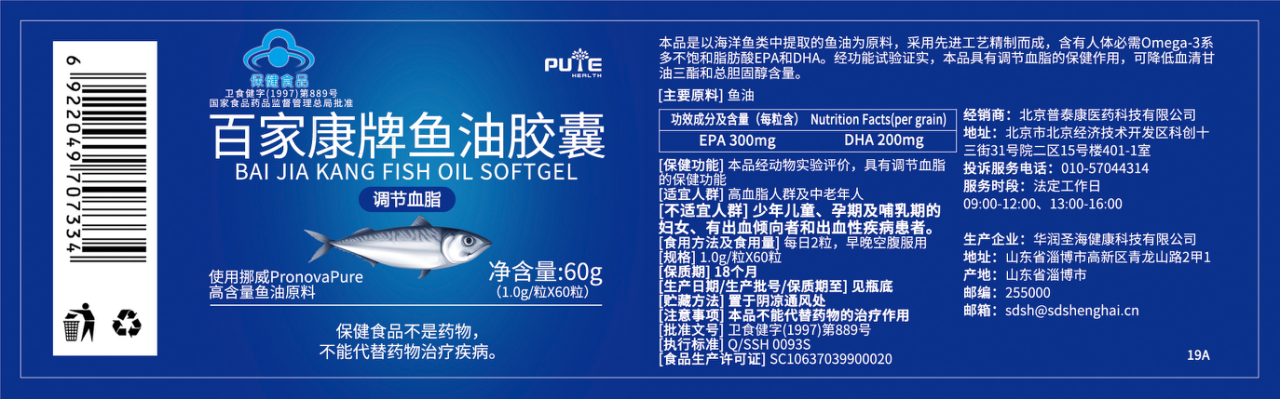 6 922049 707334
保健食品
卫食健字(1997)第889号
国家食品药品监督管理总局批准
PUTE
HEALTH
百家康牌鱼油胶囊
BAI JIA KANG FISH OIL SOFTGEL
调节血脂
使用挪威PronovaPure
高含量鱼油原料
净含量:60g
(1.0g/粒X60粒)
保健食品不是药物，
不能代替药物治疗疾病。
本品是以海洋鱼类中提取的鱼油为原料，采用先进工艺精制而成，含有人体必需Omega-3系
多不饱和脂肪酸EPA和DHA。经功能试验证实，本品具有调节血脂的保健作用，可降低血清甘
油三酯和总胆固醇含量。
[主要原料] 鱼油
功效成分及含量（每粒含） Nutrition Facts(per grain)
EPA 300mg DHA 200mg
[保健功能] 本品经动物实验评价，具有调节血脂
的保健功能
[适宜人群] 高血脂人群及中老年人
[不适宜人群] 少年儿童、孕期及哺乳期的
妇女、有出血倾向者和出血性疾病患者。
[食用方法及食用量] 每日2粒，早晚空腹服用
[规格] 1.0g/粒X60粒
[保质期] 18个月
[生产日期/生产批号/保质期至] 见瓶底
[贮藏方法] 置于阴凉通风处
[注意事项] 本品不能代替药物的治疗作用
[批准文号] 卫食健字(1997)第889号
[执行标准] Q/SSH 0093S
[食品生产许可证] SC10637039900020
经销商：北京普泰康医药科技有限公司
地址：北京市北京经济技术开发区科创十
三街31号院二区15号楼401-1室
投诉服务电话：010-57044314
服务时段：法定工作日
09:00-12:00、13:00-16:00
生产企业：华润圣海健康科技有限公司
地址：山东省淄博市高新区青龙山路2甲1
产地：山东省淄博市
邮编：255000
邮箱：sdsh@sdshenghai.cn
19A